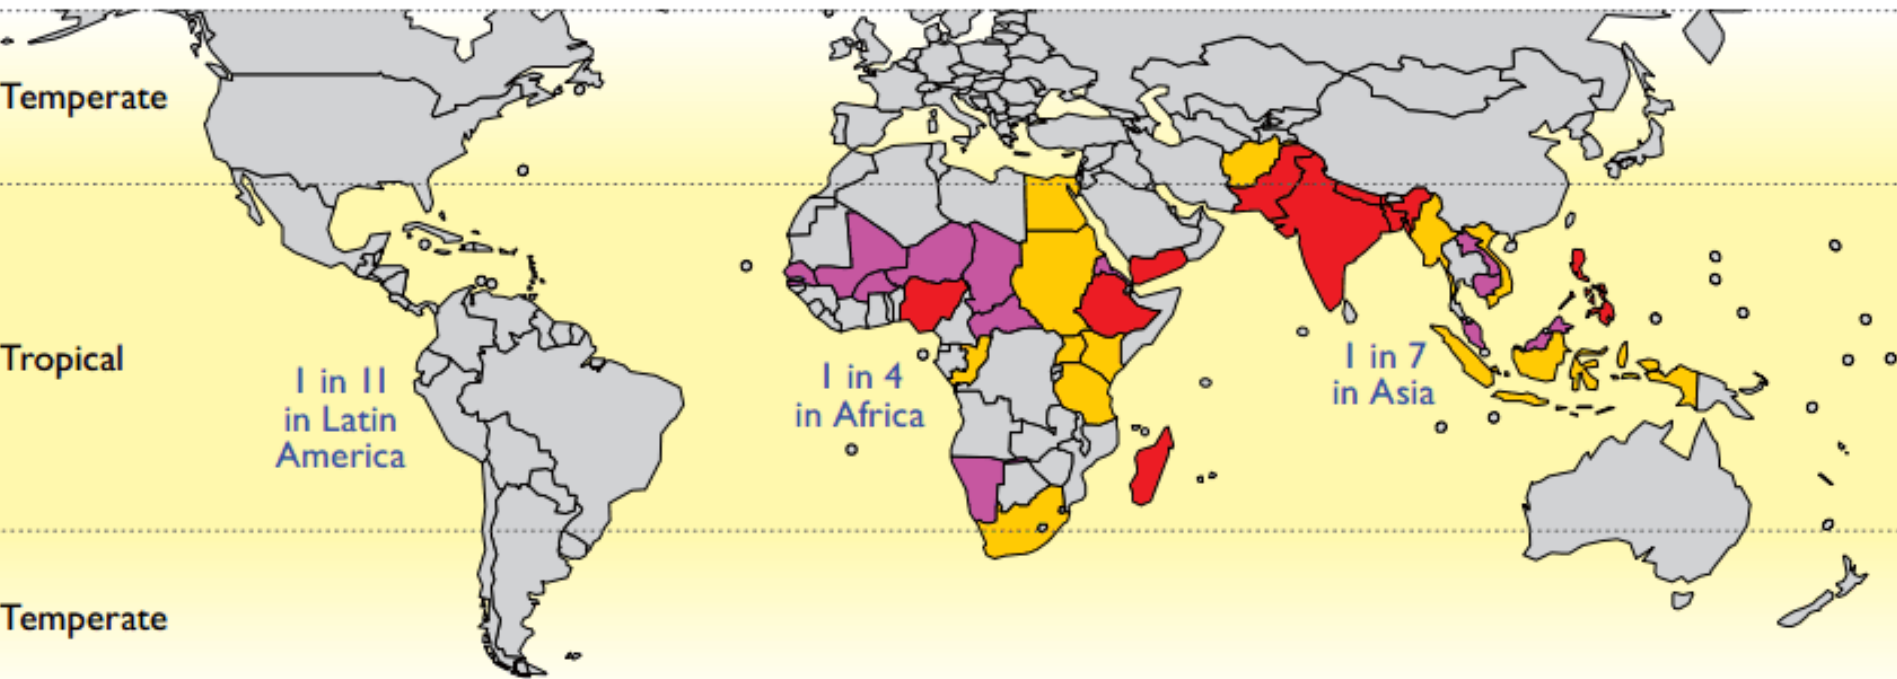 Temperate
Tropical
1 in 11
in Latin
America
1 in 4
in Africa
1 in 7
in Asia
Temperate